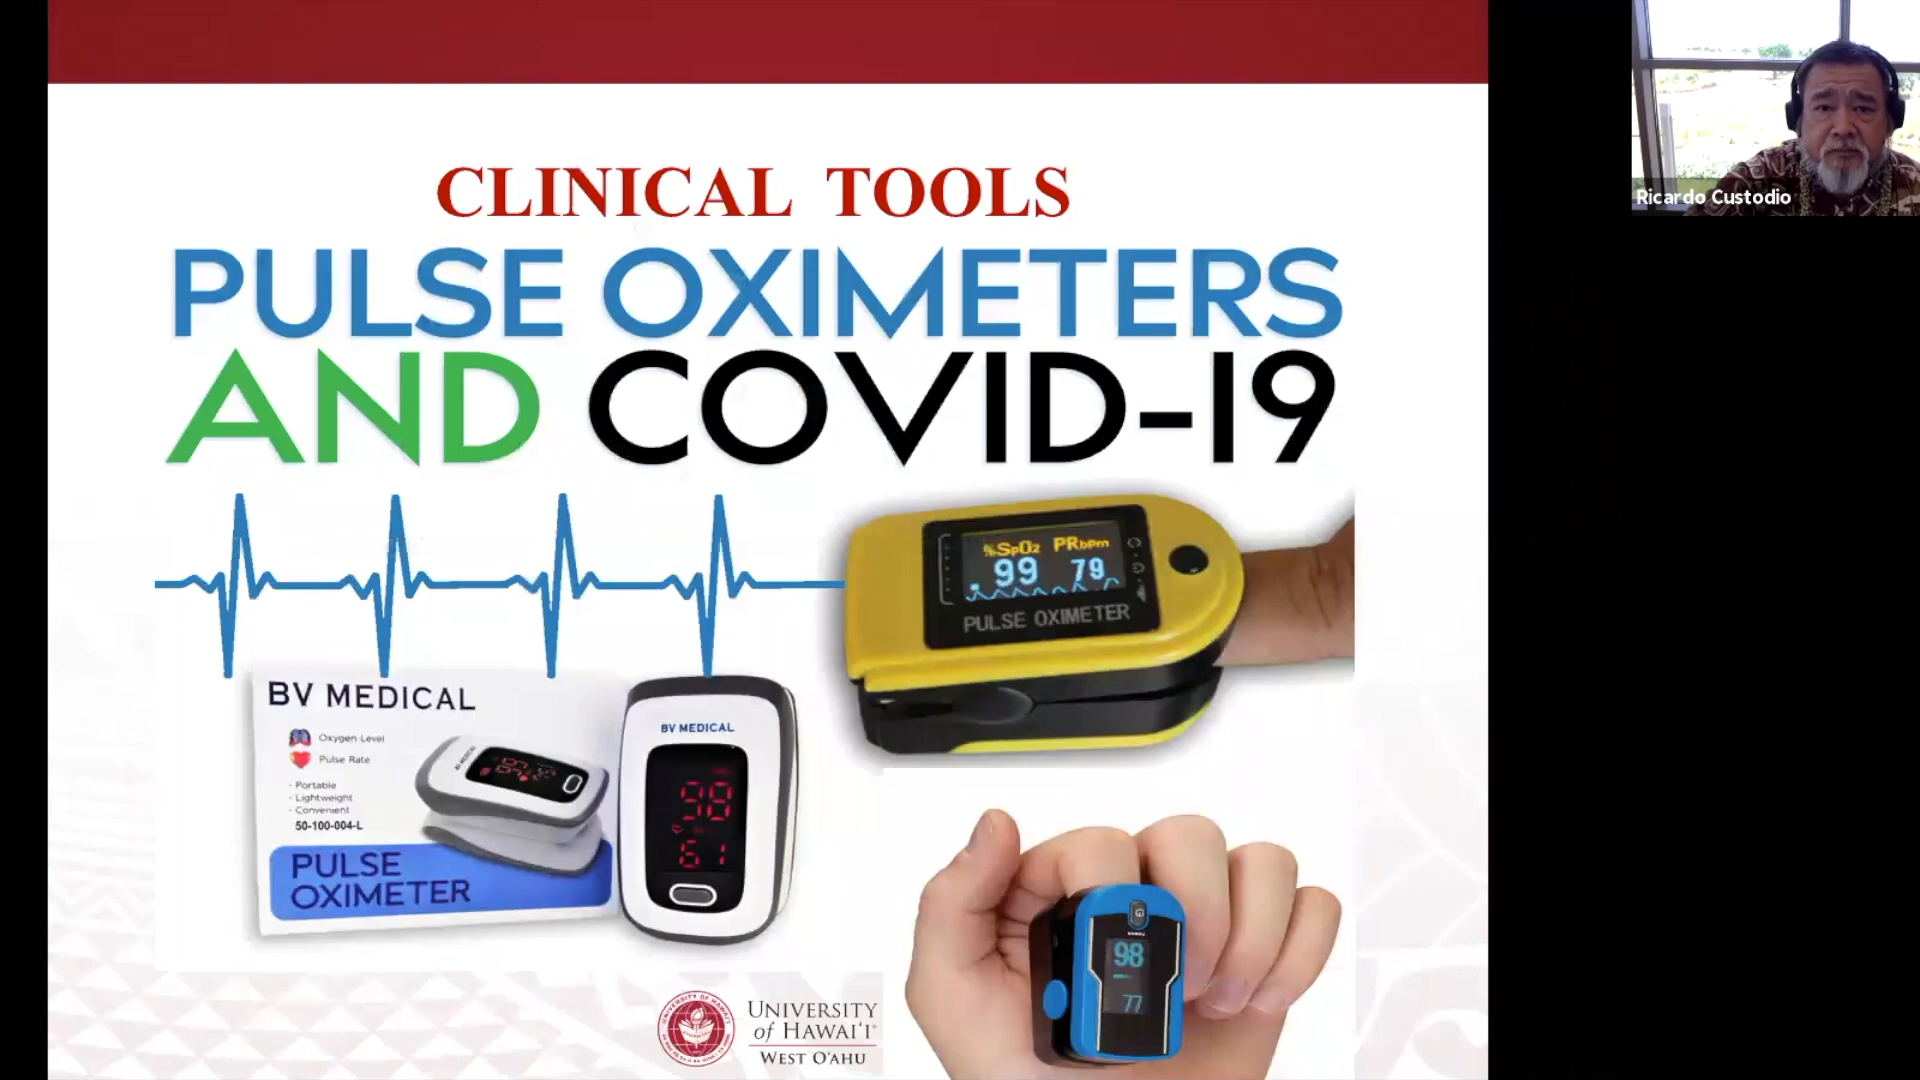 CLINICAL TOOLS
PULSE OXIMETERS
AND COVID-19
%SpO2 PRbpm
99 79
PULSE OXIMETER
BV MEDICAL
Oxygen Level
Pulse Rate
- Portable
- Lightweight
- Convenient
50-100-004-L
PULSE
OXIMETER
BV MEDICAL
98
61
98
77
UNIVERSITY
of HAWAI‘I®
WEST O‘AHU
Ricardo Custodio